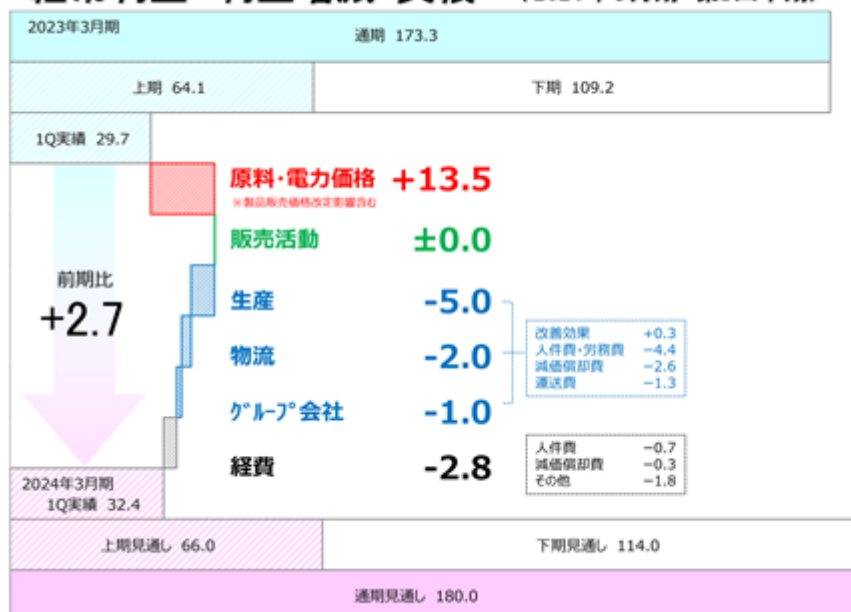 2023年3月期
通期 173.3
上期 64.1
下期 109.2
1Q実績 29.7
原料・電力価格 +13.5
※製品販売価格改定影響含む
販売活動 ±0.0
前期比
+2.7
生産 -5.0
物流 -2.0
ｸﾞﾙｰﾌﾟ会社 -1.0
改善効果 +0.3
人件費・労務費 −4.4
減価償却費 −2.6
運送費 −1.3
経費 -2.8
人件費 −0.7
減価償却費 −0.3
その他 −1.8
2024年3月期
1Q実績 32.4
上期見通し 66.0
下期見通し 114.0
通期見通し 180.0